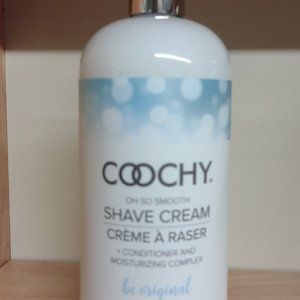 COOCHY.
OH SO SMOOTH
SHAVE CREAM
CRÈME À RASER
+ CONDITIONER AND
MOISTURIZING COMPLEX
be original